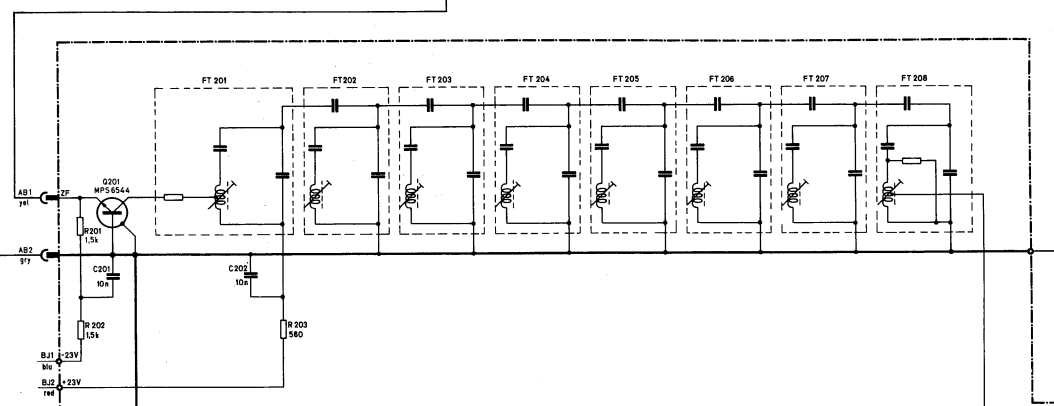 FT 201
FT202
FT 203
FT 204
FT 205
FT 206
FT 207
FT 208
Q201
MPS6544
AB1
ZF
yel
R201
1,5k
AB2
gry
C201
10n
C202
10n
R 202
1,5k
R 203
560
BJ1
-23V
blu
BJ2
+23V
red